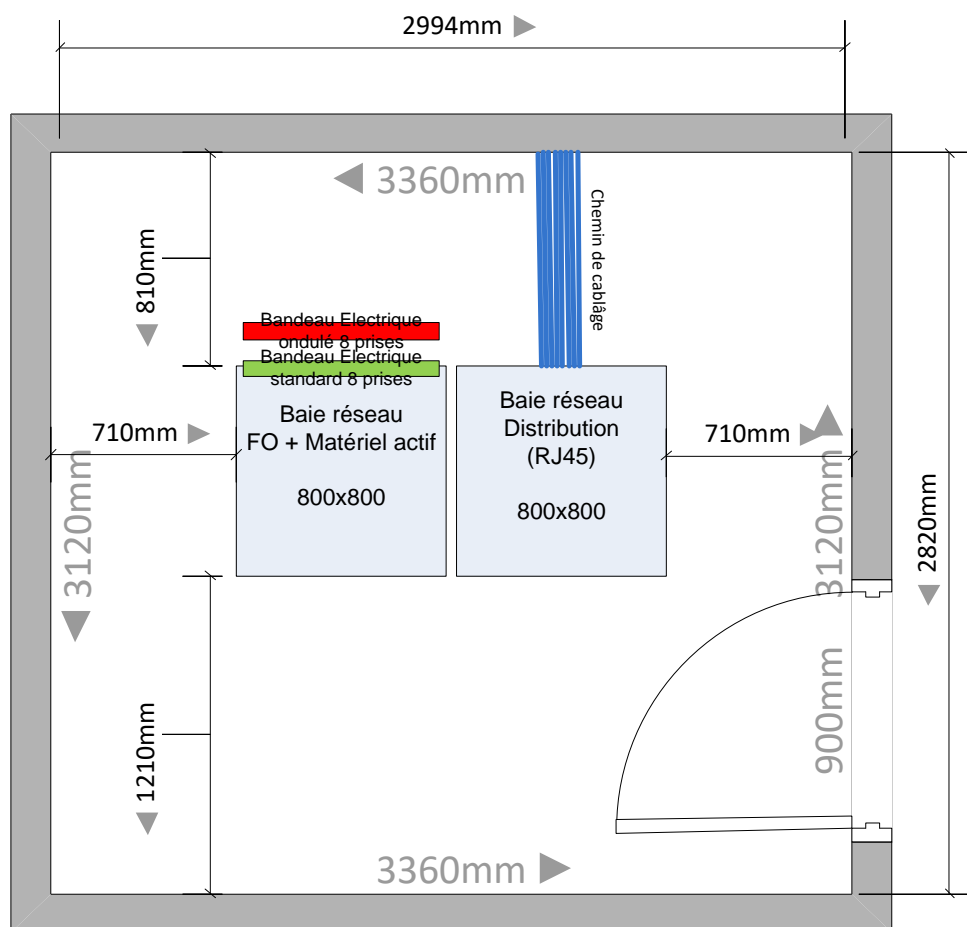 2994mm
3360mm
810mm
Chemin de cablâge
Bandeau Electrique
ondulé 8 prises
Bandeau Electrique
standard 8 prises
Baie réseau
FO + Matériel actif
800x800
Baie réseau
Distribution
(RJ45)
800x800
710mm
710mm
3120mm
3120mm
2820mm
900mm
1210mm
3360mm